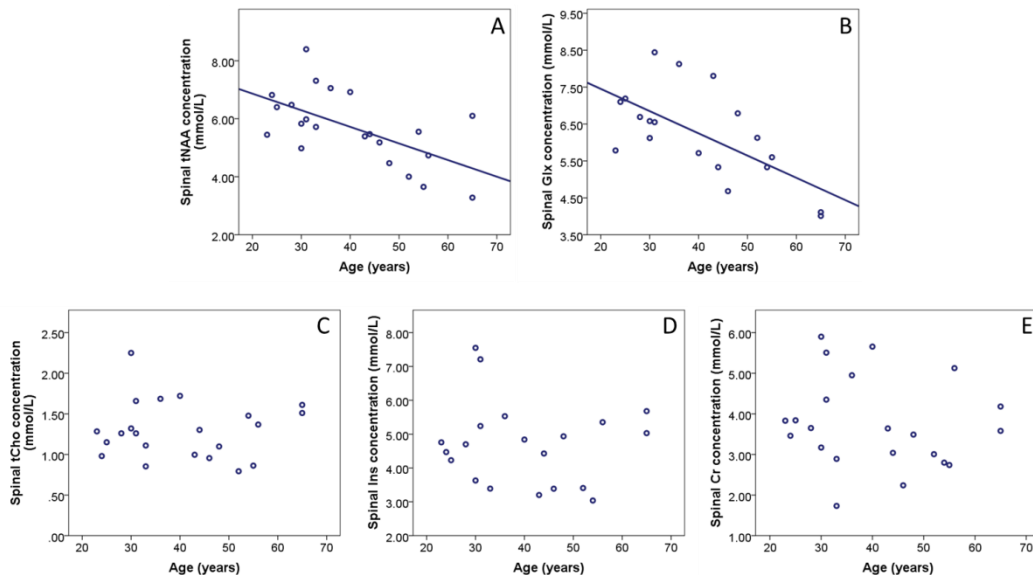 A
Spinal tNAA concentration
(mmol/L)
8.00
6.00
4.00
2.00
20 30 40 50 60 70
Age (years)
B
Spinal Glx concentration (mmol/L)
9.50
8.50
7.50
6.50
5.50
4.50
3.50
20 30 40 50 60 70
Age (years)
C
Spinal tCho concentration
(mmol/L)
2.50
2.00
1.50
1.00
.50
.00
20 30 40 50 60 70
Age (years)
D
Spinal Ins concentration (mmol/L)
8.00
7.00
6.00
5.00
4.00
3.00
2.00
20 30 40 50 60 70
Age (years)
E
Spinal Cr concentration (mmol/L)
6.00
5.00
4.00
3.00
2.00
1.00
20 30 40 50 60 70
Age (years)